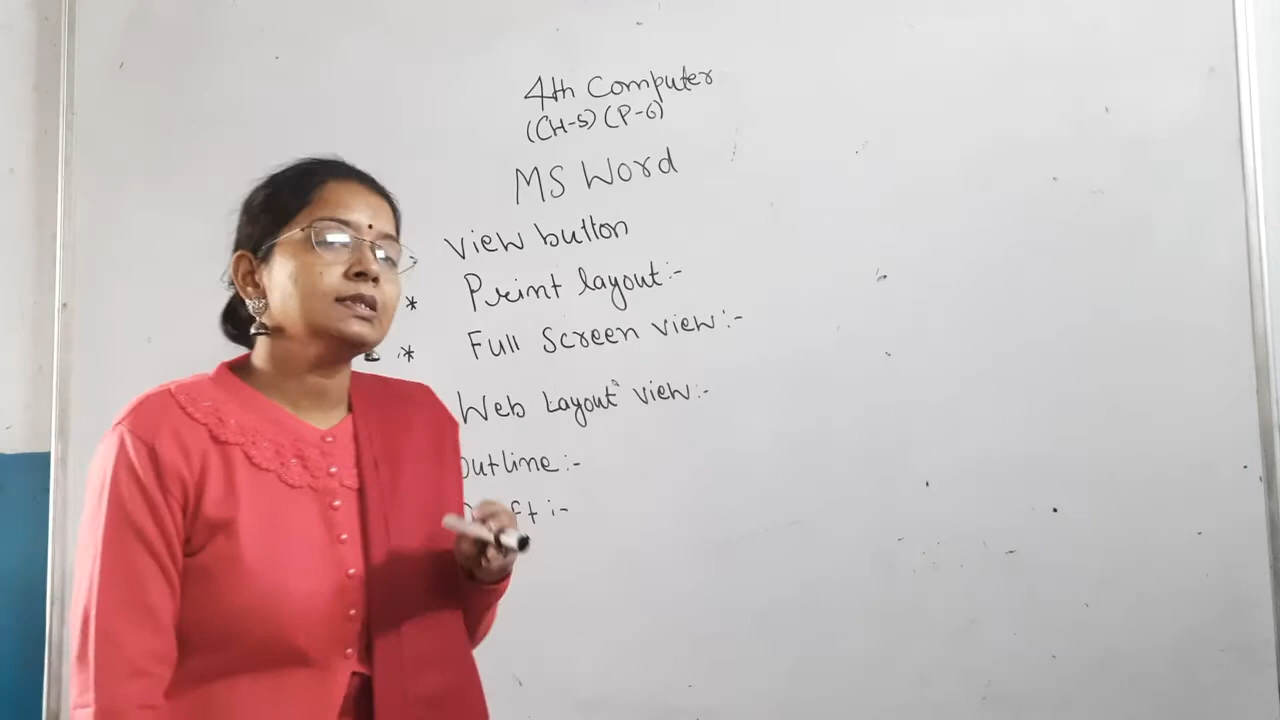 4th Computer
(CH-5) (P-6)
MS Word
View button
* Print layout:-
* Full Screen view:-
Web Layout view:-
outline:-